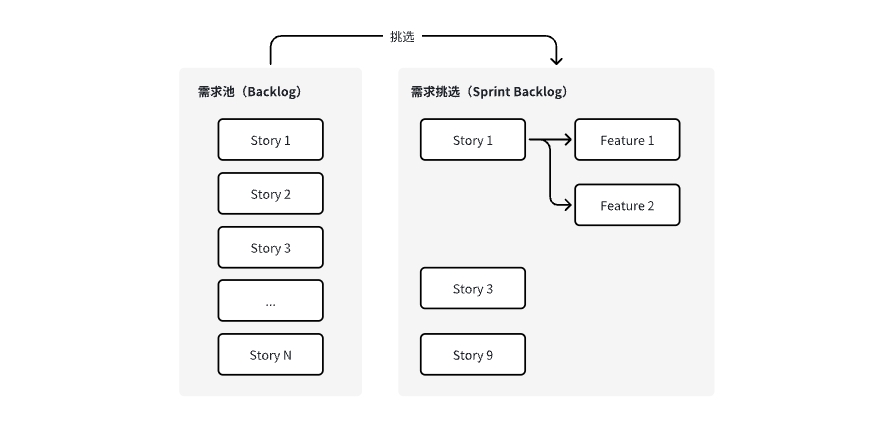 挑选
需求池（Backlog）
Story 1
Story 2
Story 3
...
Story N
需求挑选（Sprint Backlog）
Story 1
Feature 1
Feature 2
Story 3
Story 9